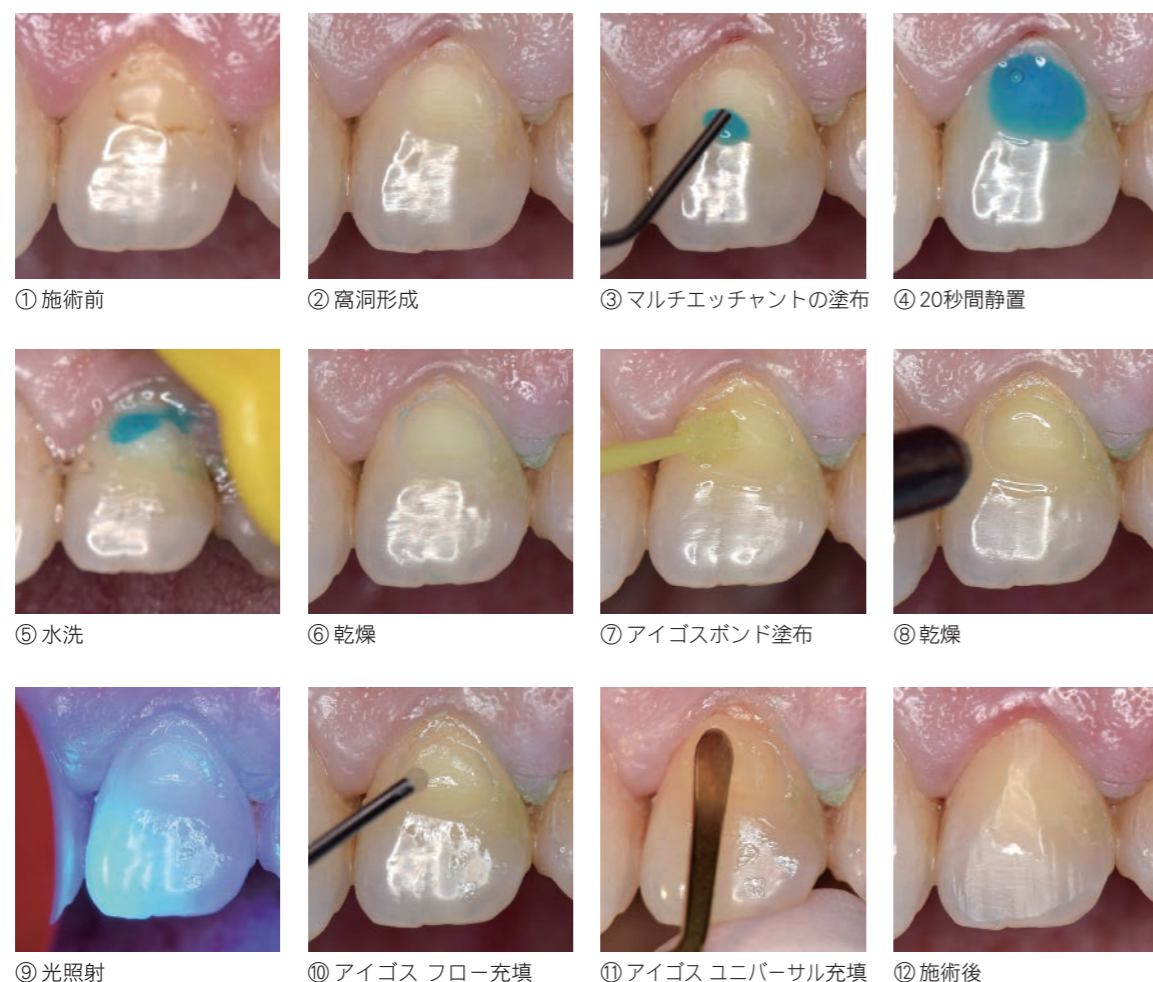 ① 施術前
② 窩洞形成
③ マルチエッチャントの塗布
④ 20秒間静置
⑤ 水洗
⑥ 乾燥
⑦ アイゴスボンド塗布
⑧ 乾燥
⑨ 光照射
⑩ アイゴス フロー充填
⑪ アイゴス ユニバーサル充填
⑫ 施術後